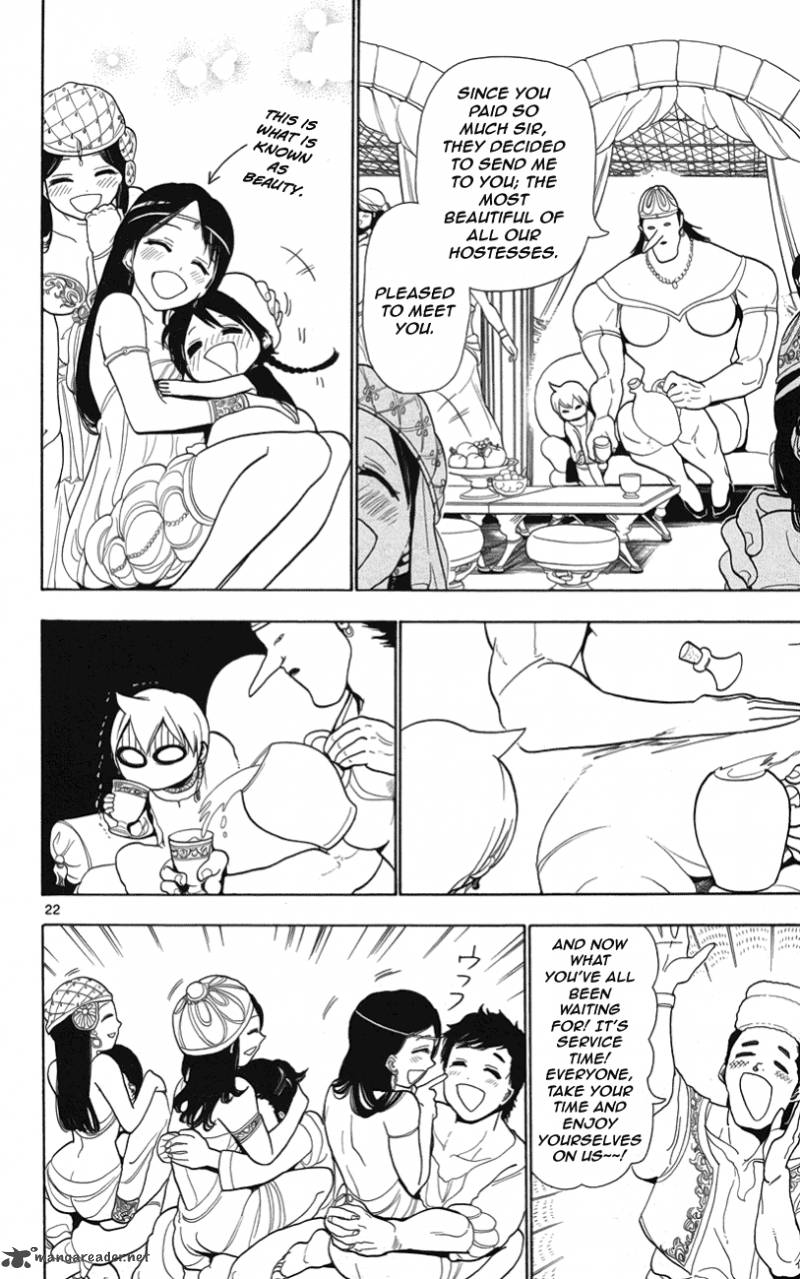 SINCE YOU
PAID SO
MUCH SIR,
THEY DECIDED
TO SEND ME
TO YOU; THE
MOST
BEAUTIFUL OF
ALL OUR
HOSTESSES.
PLEASED
TO MEET
YOU.
THIS IS
WHAT IS
KNOWN
AS
BEAUTY.
22
AND NOW
WHAT
YOU'VE ALL
BEEN
WAITING
FOR! IT'S
SERVICE
TIME!
EVERYONE,
TAKE YOUR
TIME AND
ENJOY
YOURSELVES
ON US~~!
ウフフ
mangareader.net